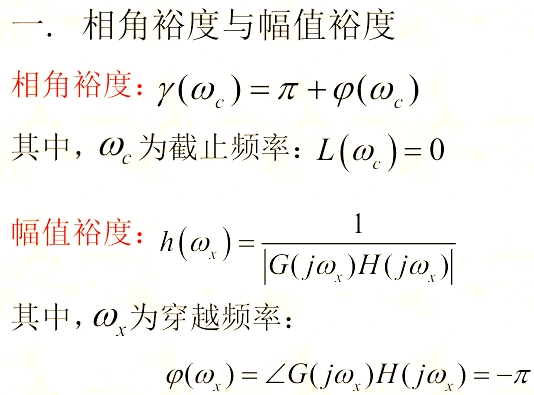 一. 相角裕度与幅值裕度
相角裕度: γ(ω_c) = π + φ(ω_c)
其中, ω_c 为截止频率: L(ω_c) = 0
幅值裕度: h(ω_x) = 1 / |G(jω_x)H(jω_x)|
其中, ω_x 为穿越频率:
φ(ω_x) = ∠G(jω_x)H(jω_x) = −π